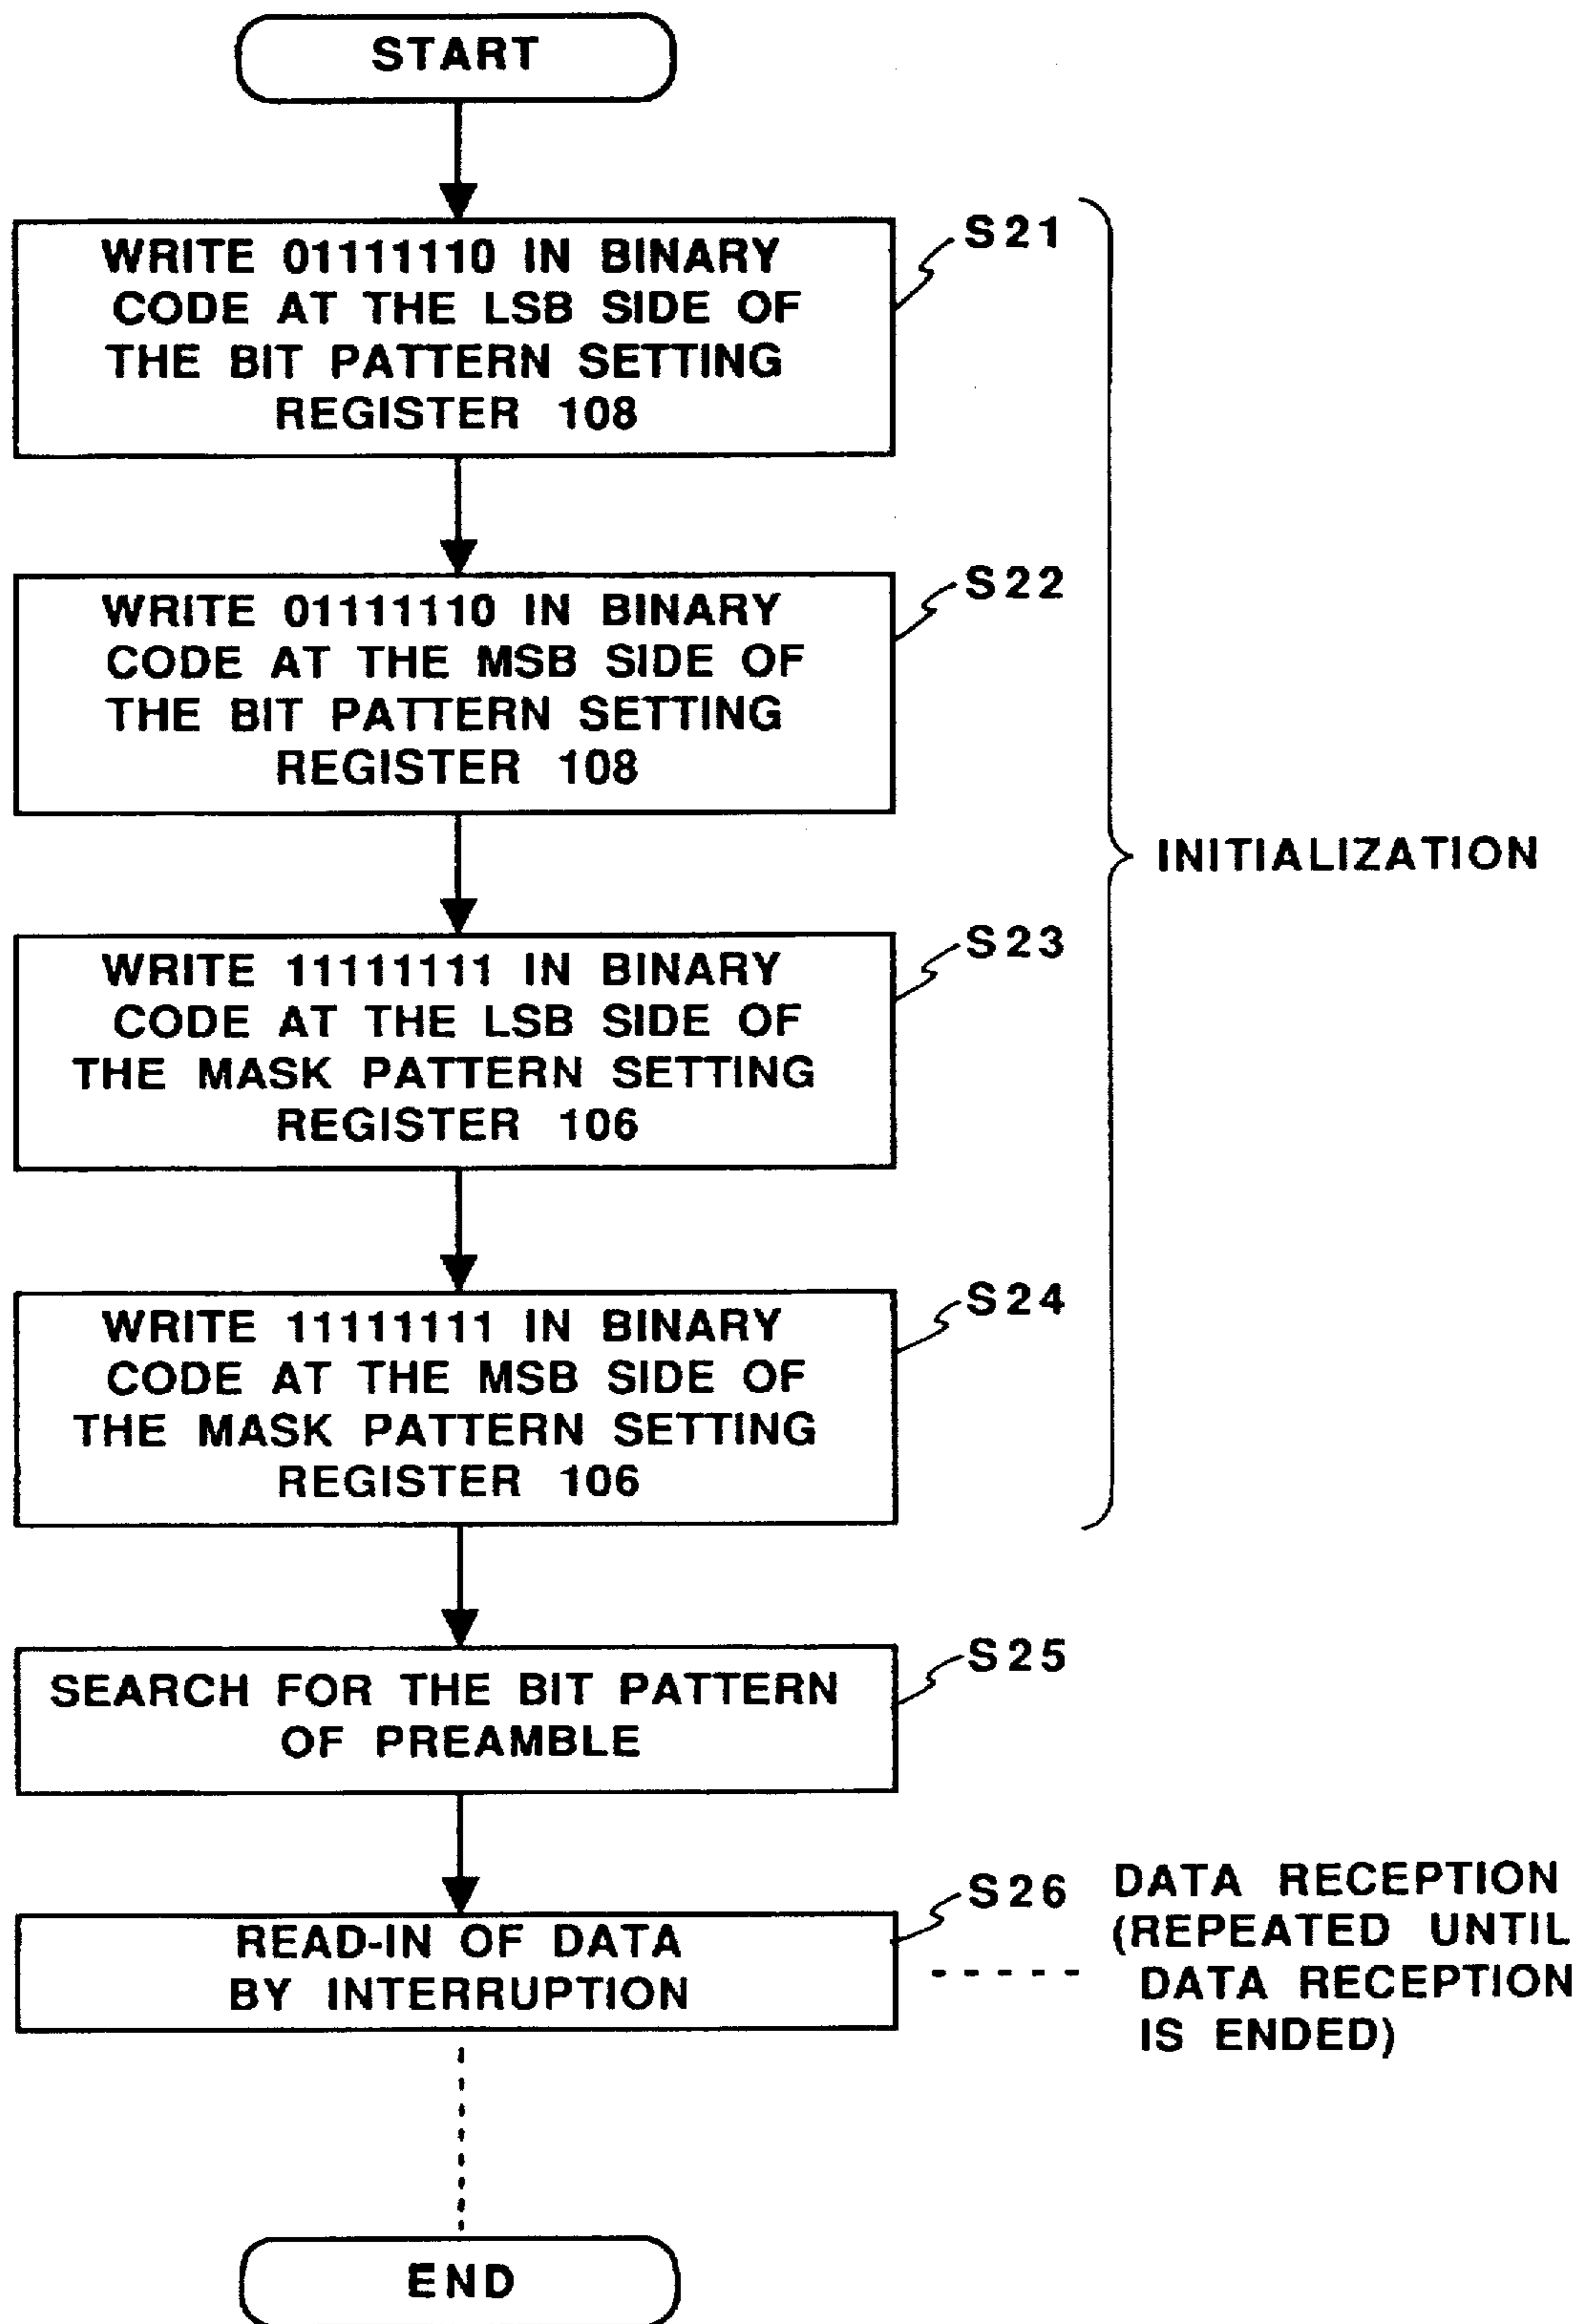 START
WRITE 01111110 IN BINARY
CODE AT THE LSB SIDE OF
THE BIT PATTERN SETTING
REGISTER 108
S21
WRITE 01111110 IN BINARY
CODE AT THE MSB SIDE OF
THE BIT PATTERN SETTING
REGISTER 108
S22
INITIALIZATION
WRITE 11111111 IN BINARY
CODE AT THE LSB SIDE OF
THE MASK PATTERN SETTING
REGISTER 106
S23
WRITE 11111111 IN BINARY
CODE AT THE MSB SIDE OF
THE MASK PATTERN SETTING
REGISTER 106
S24
SEARCH FOR THE BIT PATTERN
OF PREAMBLE
S25
READ-IN OF DATA
BY INTERRUPTION
S26
DATA RECEPTION
(REPEATED UNTIL
DATA RECEPTION
IS ENDED)
END